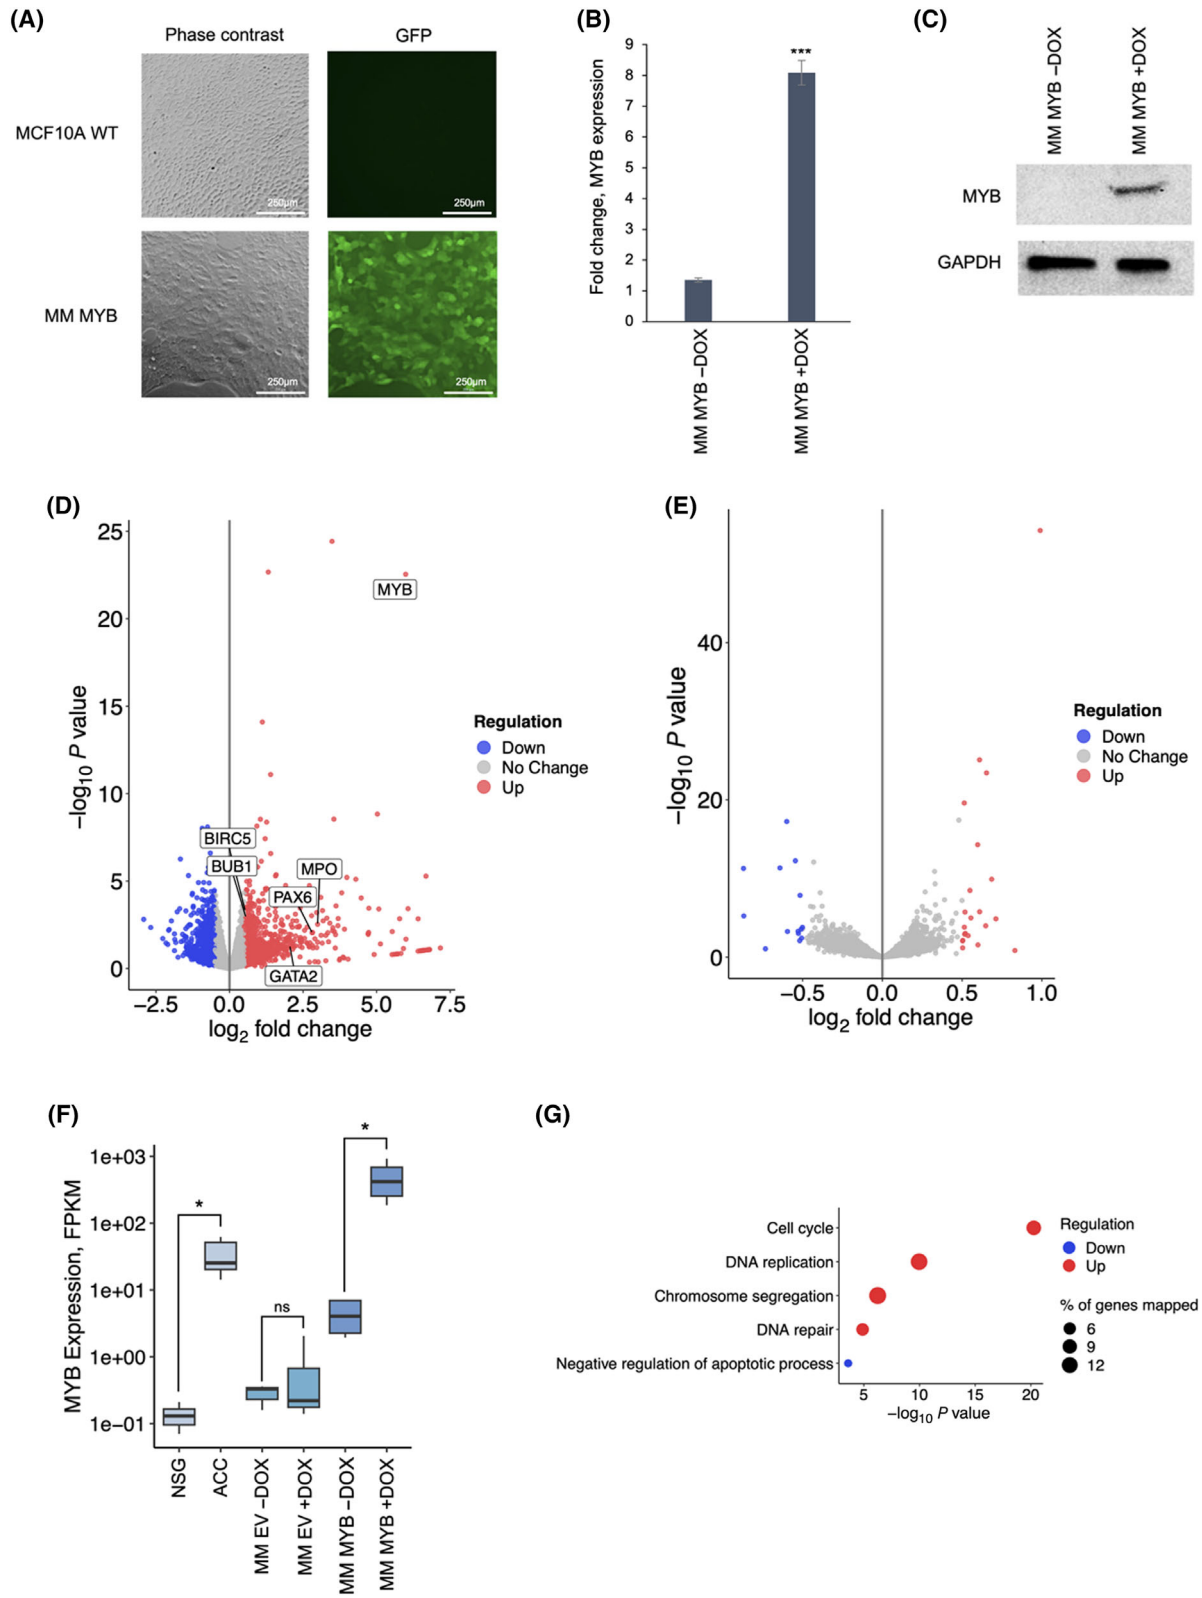 (A)
Phase contrast
GFP
MCF10A WT
250μm
250μm
MM MYB
250μm
250μm
(B)
Fold change, MYB expression
9
8
7
6
5
4
3
2
1
0
***
MM MYB −DOX
MM MYB +DOX
(C)
MM MYB −DOX
MM MYB +DOX
MYB
GAPDH
(D)
−log10 P value
25
20
15
10
5
0
MYB
BIRC5
BUB1
MPO
PAX6
GATA2
−2.5
0.0
2.5
5.0
7.5
log2 fold change
Regulation
Down
No Change
Up
(E)
−log10 P value
40
20
0
−0.5
0.0
0.5
1.0
log2 fold change
Regulation
Down
No Change
Up
(F)
MYB Expression, FPKM
1e+03
1e+02
1e+01
1e+00
1e−01
*
ns
*
NSG
ACC
MM EV −DOX
MM EV +DOX
MM MYB −DOX
MM MYB +DOX
(G)
Cell cycle
DNA replication
Chromosome segregation
DNA repair
Negative regulation of apoptotic process
5
10
15
20
−log10 P value
Regulation
Down
Up
% of genes mapped
6
9
12